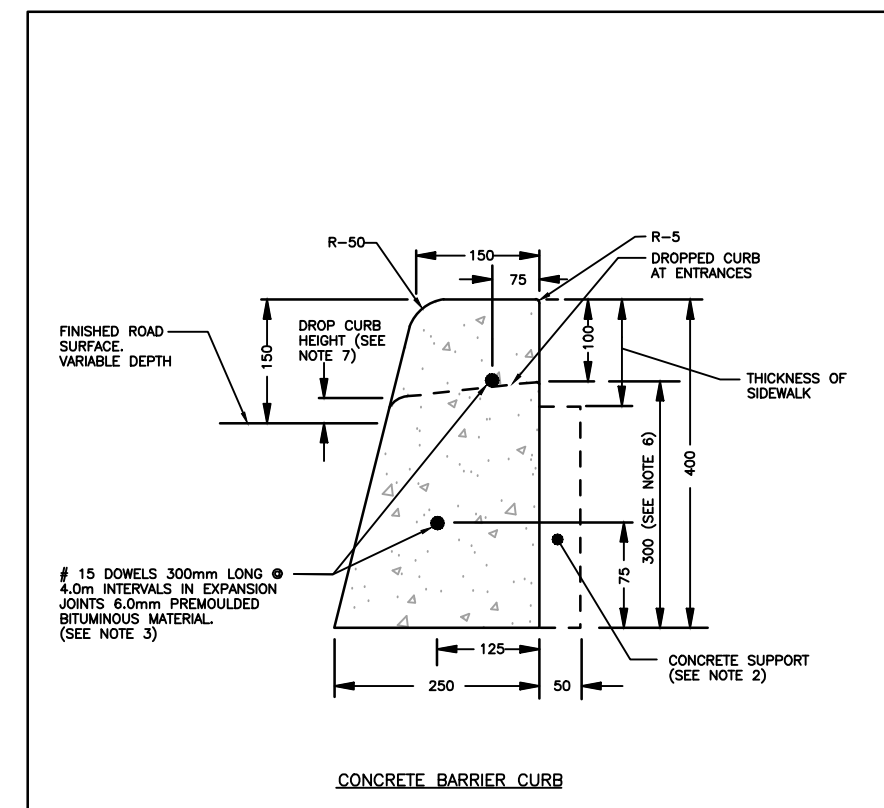 R-50
150
R-5
75
DROPPED CURB
AT ENTRANCES
FINISHED ROAD
SURFACE.
VARIABLE DEPTH
150
DROP CURB
HEIGHT (SEE
NOTE 7)
100
THICKNESS OF
SIDEWALK
300 (SEE NOTE 6)
400
75
# 15 DOWELS 300mm LONG @
4.0m INTERVALS IN EXPANSION
JOINTS 6.0mm PREMOULDED
BITUMINOUS MATERIAL.
(SEE NOTE 3)
125
250
50
CONCRETE SUPPORT
(SEE NOTE 2)
CONCRETE BARRIER CURB